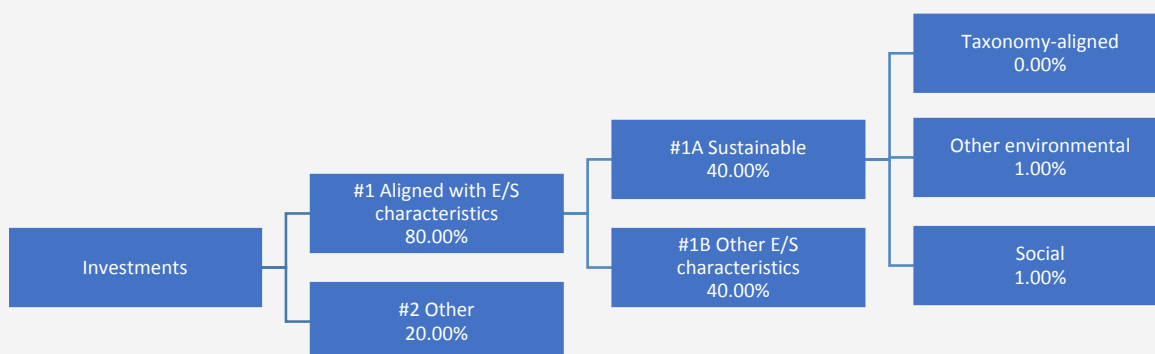 Investments
#1 Aligned with E/S
characteristics
80.00%
#2 Other
20.00%
#1A Sustainable
40.00%
#1B Other E/S
characteristics
40.00%
Taxonomy-aligned
0.00%
Other environmental
1.00%
Social
1.00%